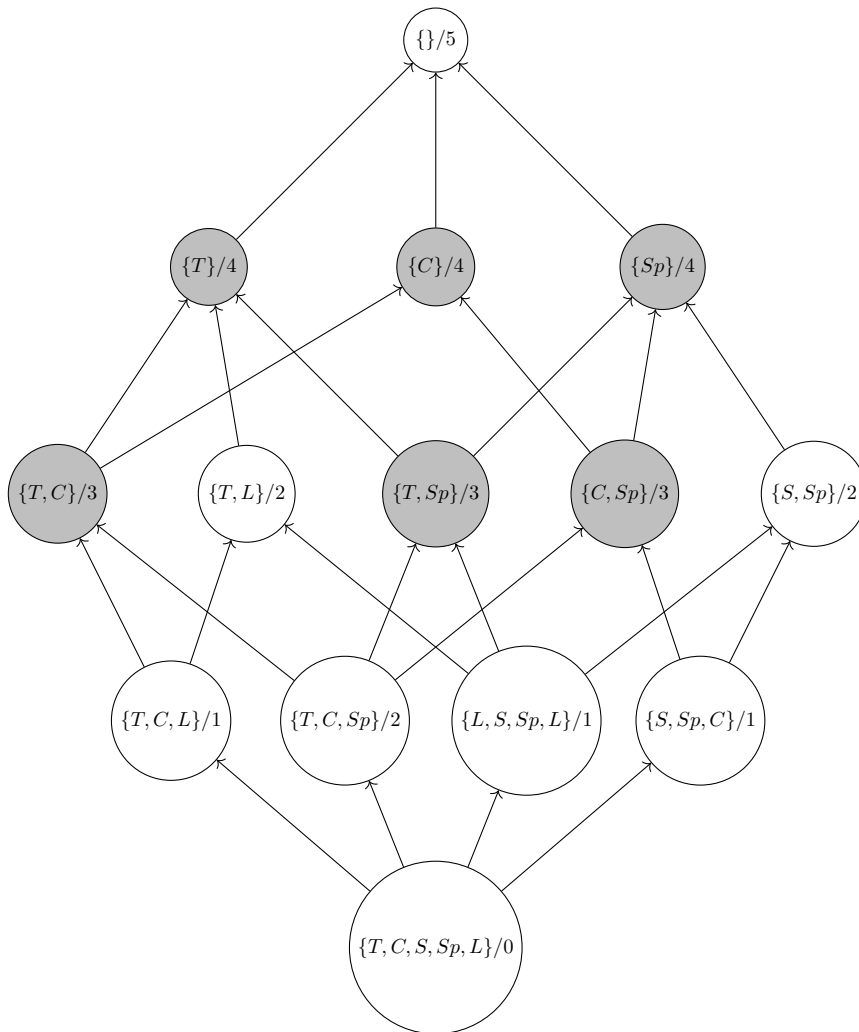 {}/5
{T}/4
{C}/4
{Sp}/4
{T, C}/3
{T, L}/2
{T, Sp}/3
{C, Sp}/3
{S, Sp}/2
{T, C, L}/1
{T, C, Sp}/2
{L, S, Sp, L}/1
{S, Sp, C}/1
{T, C, S, Sp, L}/0